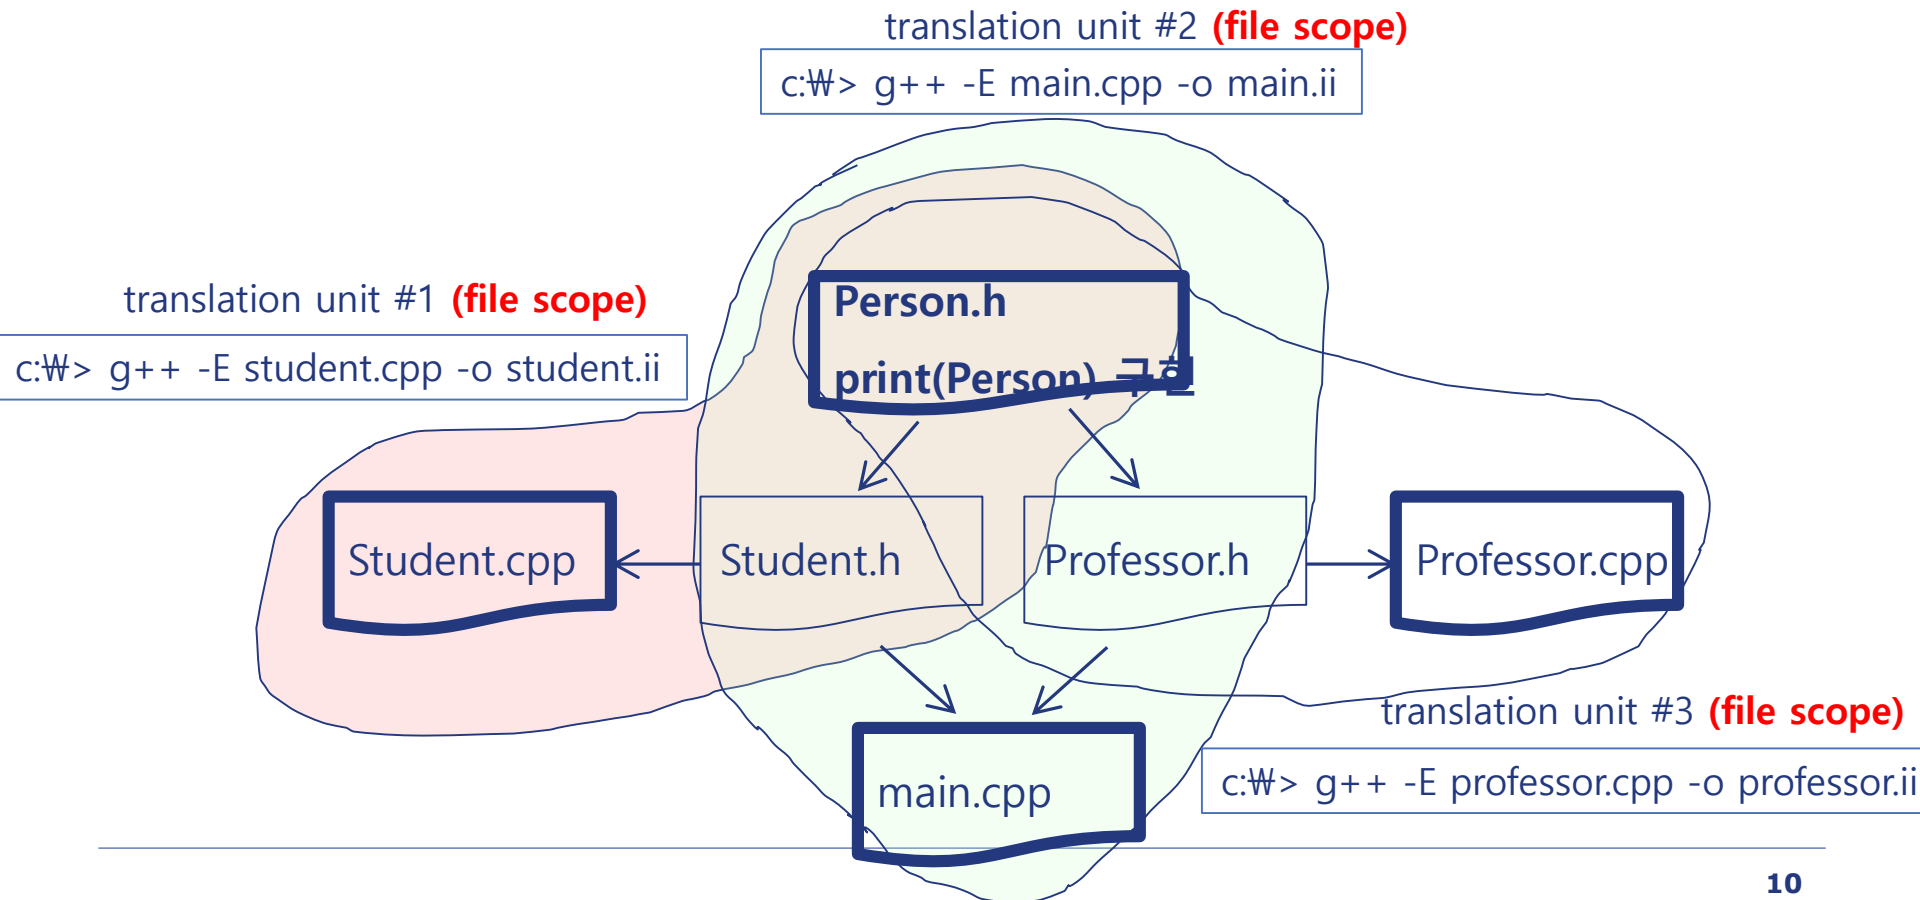 translation unit #2 (file scope)
c:₩> g++ -E main.cpp -o main.ii
translation unit #1 (file scope)
c:₩> g++ -E student.cpp -o student.ii
Person.h
print(Person) 구현
Student.cpp
Student.h
Professor.h
Professor.cpp
translation unit #3 (file scope)
c:₩> g++ -E professor.cpp -o professor.ii
main.cpp
10